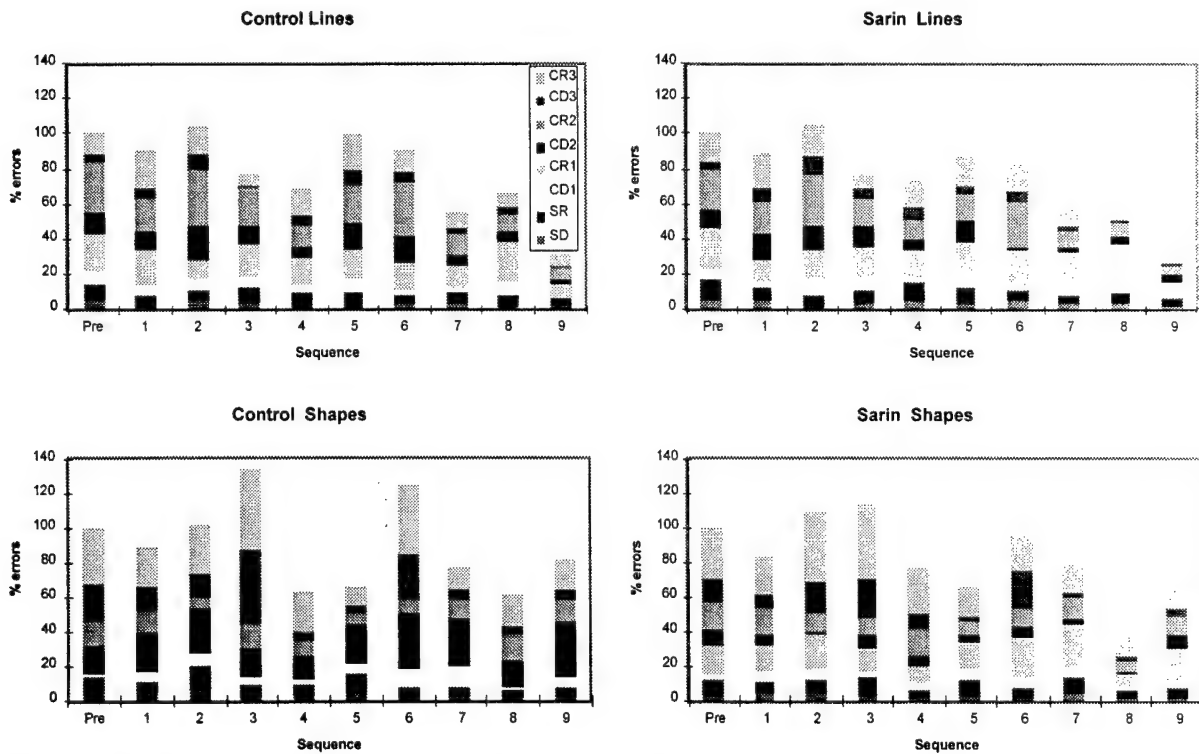 Control Lines
140
120
100
80
60
40
20
0
% errors
CR3
CD3
CR2
CD2
CR1
CD1
SR
SD
Pre 1 2 3 4 5 6 7 8 9
Sequence
Sarin Lines
140
120
100
80
60
40
20
0
% errors
Pre 1 2 3 4 5 6 7 8 9
Sequence
Control Shapes
140
120
100
80
60
40
20
0
% errors
Pre 1 2 3 4 5 6 7 8 9
Sequence
Sarin Shapes
140
120
100
80
60
40
20
0
% errors
Pre 1 2 3 4 5 6 7 8 9
Sequence